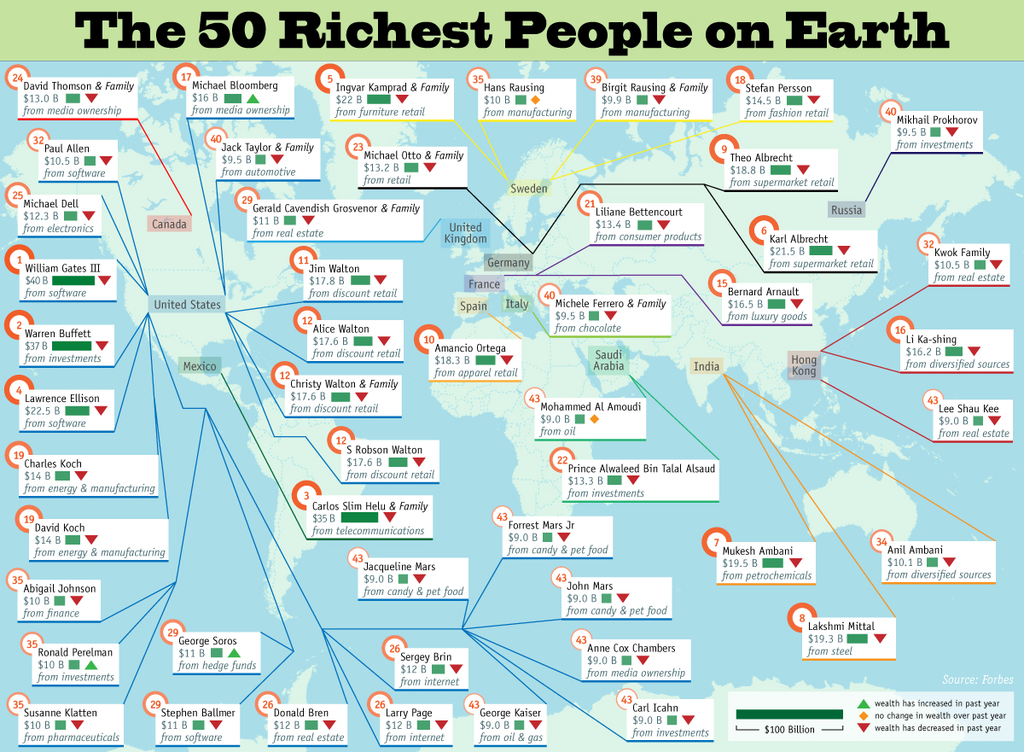 The 50 Richest People on Earth
24
David Thomson & Family
$13.0 B
from media ownership
17
Michael Bloomberg
$16 B
from media ownership
5
Ingvar Kamprad & Family
$22 B
from furniture retail
35
Hans Rausing
$10 B
from manufacturing
39
Birgit Rausing & Family
$9.9 B
from manufacturing
18
Stefan Persson
$14.5 B
from fashion retail
40
Mikhail Prokhorov
$9.5 B
from investments
32
Paul Allen
$10.5 B
from software
40
Jack Taylor & Family
$9.5 B
from automotive
23
Michael Otto & Family
$13.2 B
from retail
9
Theo Albrecht
$18.8 B
from supermarket retail
Sweden
25
Michael Dell
$12.3 B
from electronics
Canada
29
Gerald Cavendish Grosvenor & Family
$11 B
from real estate
United
Kingdom
21
Liliane Bettencourt
$13.4 B
from consumer products
Russia
6
Karl Albrecht
$21.5 B
from supermarket retail
32
Kwok Family
$10.5 B
from real estate
1
William Gates III
$40 B
from software
11
Jim Walton
$17.8 B
from discount retail
Germany
France
Spain
Italy
40
Michele Ferrero & Family
$9.5 B
from chocolate
15
Bernard Arnault
$16.5 B
from luxury goods
United States
2
Warren Buffett
$37 B
from investments
12
Alice Walton
$17.6 B
from discount retail
10
Amancio Ortega
$18.3 B
from apparel retail
16
Li Ka-shing
$16.2 B
from diversified sources
Mexico
Saudi
Arabia
India
Hong
Kong
4
Lawrence Ellison
$22.5 B
from software
12
Christy Walton & Family
$17.6 B
from discount retail
43
Mohammed Al Amoudi
$9.0 B
from oil
43
Lee Shau Kee
$9.0 B
from real estate
19
Charles Koch
$14 B
from energy & manufacturing
12
S Robson Walton
$17.6 B
from discount retail
22
Prince Alwaleed Bin Talal Alsaud
$13.3 B
from investments
3
Carlos Slim Helu & Family
$35 B
from telecommunications
19
David Koch
$14 B
from energy & manufacturing
43
Forrest Mars Jr
$9.0 B
from candy & pet food
7
Mukesh Ambani
$19.5 B
from petrochemicals
34
Anil Ambani
$10.1 B
from diversified sources
35
Abigail Johnson
$10 B
from finance
43
Jacqueline Mars
$9.0 B
from candy & pet food
43
John Mars
$9.0 B
from candy & pet food
8
Lakshmi Mittal
$19.3 B
from steel
35
Ronald Perelman
$10 B
from investments
29
George Soros
$11 B
from hedge funds
26
Sergey Brin
$12 B
from internet
43
Anne Cox Chambers
$9.0 B
from media ownership
35
Susanne Klatten
$10 B
from pharmaceuticals
29
Stephen Ballmer
$11 B
from software
26
Donald Bren
$12 B
from real estate
26
Larry Page
$12 B
from internet
43
George Kaiser
$9.0 B
from oil & gas
43
Carl Icahn
$9.0 B
from investments
Source: Forbes
$100 Billion
wealth has increased in past year
no change in wealth over past year
wealth has decreased in past year